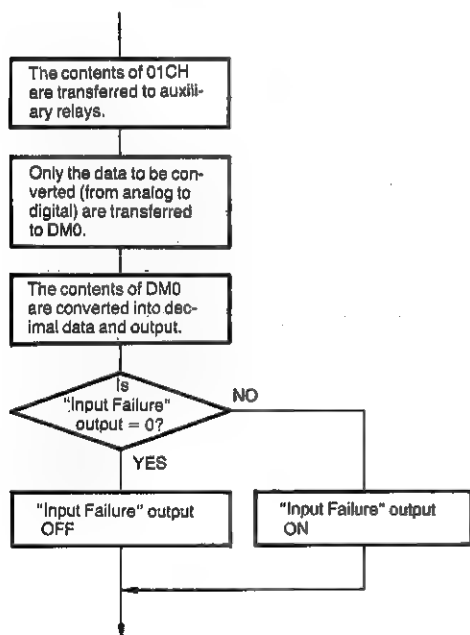 The contents of 01CH
are transferred to auxili-
ary relays.
Only the data to be con-
verted (from analog to
digital) are transferred
to DM0.
The contents of DM0
are converted into dec-
imal data and output.
Is
"Input Failure"
output = 0?
NO
YES
"Input Failure" output
OFF
"Input Failure" output
ON